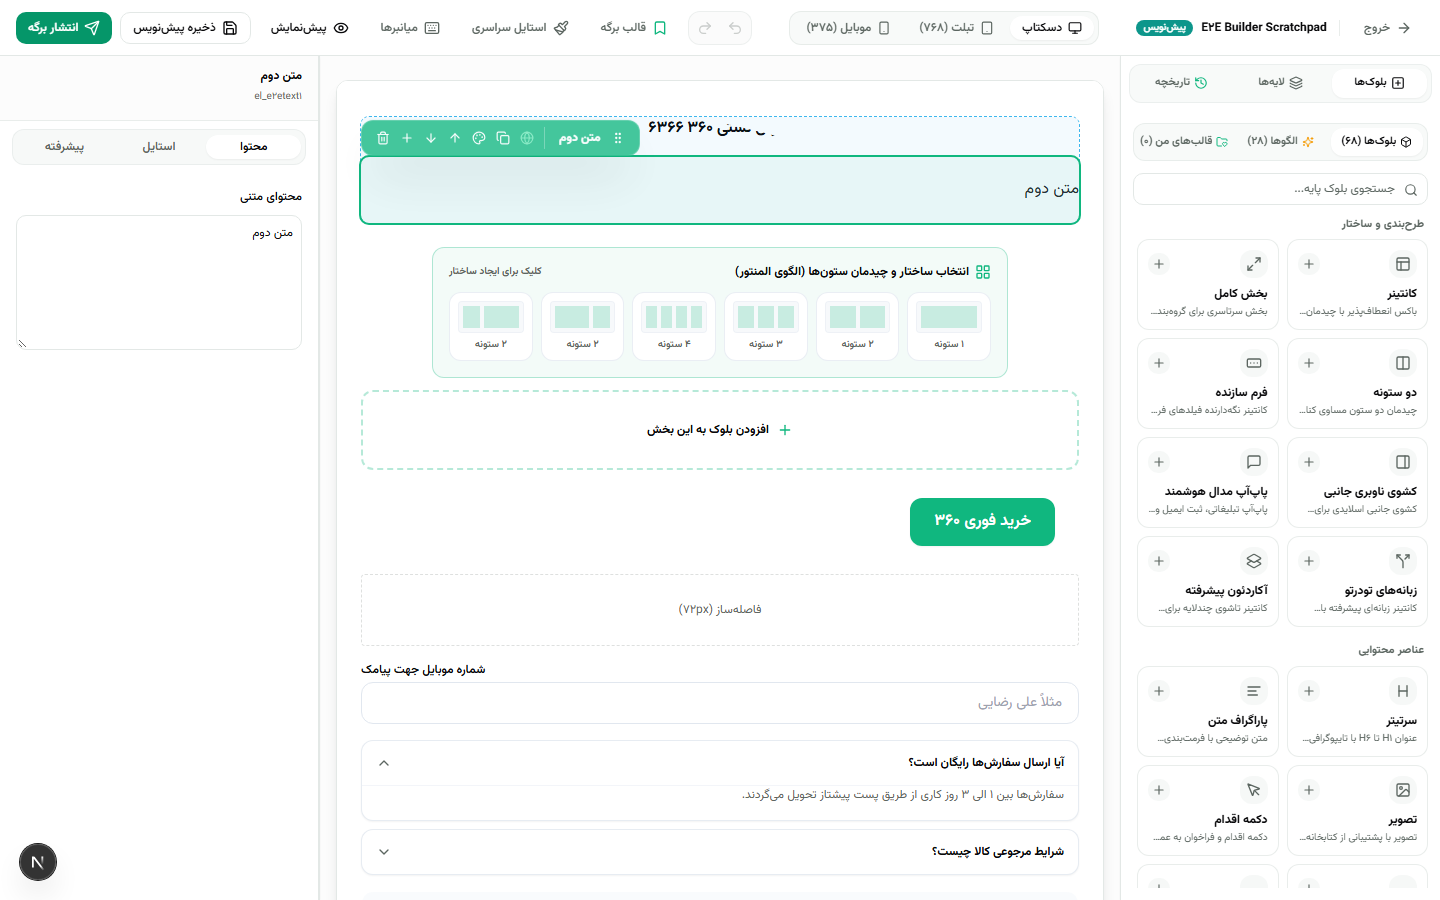 خروج
E2E Builder Scratchpad
پیش‌نویس
دسکتاپ
تبلت (۷۶۸)
موبایل (۳۷۵)
قالب برگه
استایل سراسری
میانبرها
پیش‌نمایش
ذخیره پیش‌نویس
انتشار برگه
بلوک‌ها
لایه‌ها
تاریخچه
بلوک‌ها (۶۸)
الگوها (۲۸)
قالب‌های من (۰)
جستجوی بلوک پایه...
طرح‌بندی و ساختار
کانتینر
باکس انعطاف‌پذیر با چیدمان...
بخش کامل
بخش سرتاسری برای گروه‌بند...
دو ستونه
چیدمان دو ستون مساوی کنا...
فرم سازنده
کانتینر نگه‌دارنده فیلدهای فر...
کشوی ناوبری جانبی
کشوی جانبی اسلایدی برای...
پاپ‌آپ مدال هوشمند
پاپ‌آپ تبلیغاتی، ثبت ایمیل و...
زبانه‌های تودرتو
کانتینر زبانه‌ای پیشرفته با...
آکاردئون پیشرفته
کانتینر تاشوی چندلایه برای...
عناصر محتوایی
سرتیتر
عنوان H1 تا H6 با تایپوگرافی...
پاراگراف متن
متن توضیحی با فرمت‌بندی...
تصویر
تصویر با پشتیبانی از کتابخانه...
دکمه اقدام
دکمه اقدام و فراخوان به عمـ...
۳۶۰ ۶۳۶۶
متن دوم
متن دوم
انتخاب ساختار و چیدمان ستون‌ها (الگوی المنتور)
کلیک برای ایجاد ساختار
۱ ستونه
۲ ستونه
۳ ستونه
۴ ستونه
۲ ستونه
۲ ستونه
افزودن بلوک به این بخش
خرید فوری ۳۶۰
فاصله‌ساز (۷۲px)
شماره موبایل جهت پیامک
مثلاً علی رضایی
آیا ارسال سفارش‌ها رایگان است؟
سفارش‌ها بین ۱ الی ۳ روز کاری از طریق پست پیشتاز تحویل می‌گردند.
شرایط مرجوعی کالا چیست؟
متن دوم
el_e2etext1
محتوا
استایل
پیشرفته
محتوای متنی
متن دوم
N